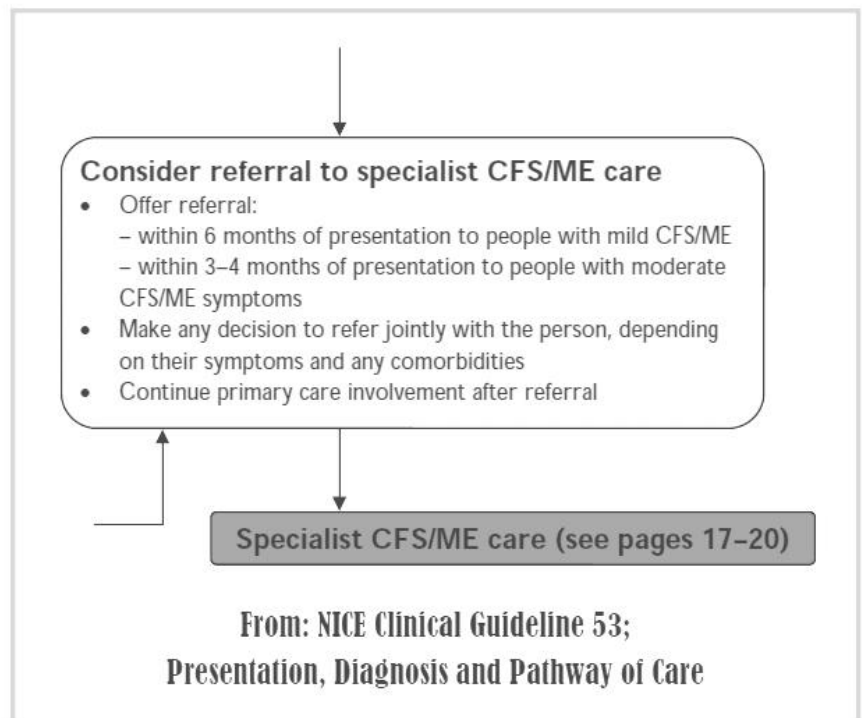 Consider referral to specialist CFS/ME care
• Offer referral:
– within 6 months of presentation to people with mild CFS/ME
– within 3–4 months of presentation to people with moderate
CFS/ME symptoms
• Make any decision to refer jointly with the person, depending
on their symptoms and any comorbidities
• Continue primary care involvement after referral
Specialist CFS/ME care (see pages 17–20)
From: NICE Clinical Guideline 53;
Presentation, Diagnosis and Pathway of Care